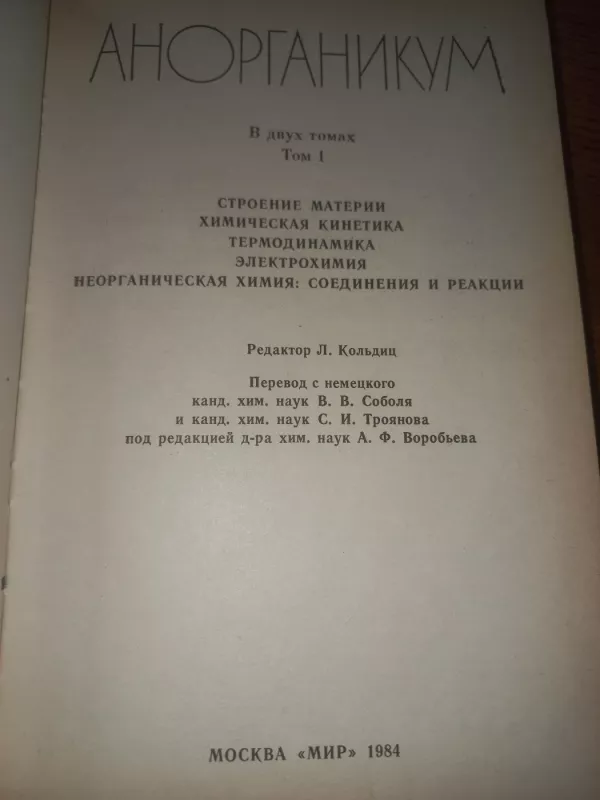 АНОРГАНИКУМ
В двух томах
Том 1
СТРОЕНИЕ МАТЕРИИ
ХИМИЧЕСКАЯ КИНЕТИКА
ТЕРМОДИНАМИКА
ЭЛЕКТРОХИМИЯ
НЕОРГАНИЧЕСКАЯ ХИМИЯ: СОЕДИНЕНИЯ И РЕАКЦИИ
Редактор Л. Кольдиц
Перевод с немецкого
канд. хим. наук В. В. Соболя
и канд. хим. наук С. И. Троянова
под редакцией д-ра хим. наук А. Ф. Воробьева
МОСКВА «МИР» 1984